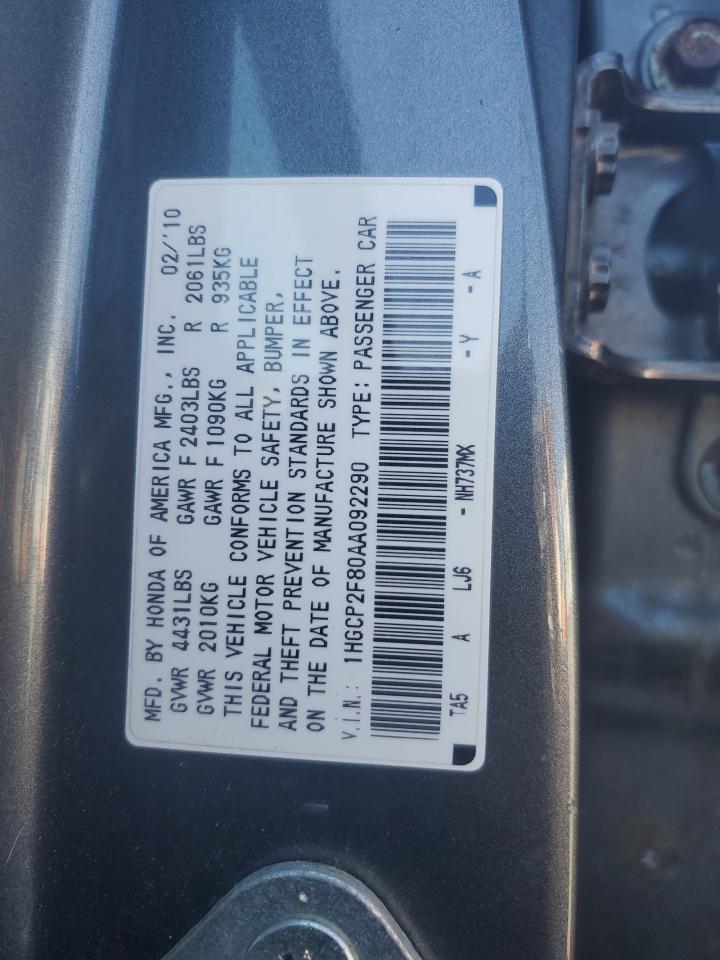 MFD. BY HONDA OF AMERICA MFG., INC. 02/'10
GVWR 4431LBS GAWR F 2403LBS R 2061LBS
GVWR 2010KG GAWR F 1090KG R 935KG
THIS VEHICLE CONFORMS TO ALL APPLICABLE
FEDERAL MOTOR VEHICLE SAFETY, BUMPER,
AND THEFT PREVENTION STANDARDS IN EFFECT
ON THE DATE OF MANUFACTURE SHOWN ABOVE.
V.I.N.: 1HGCP2F80AA092290 TYPE: PASSENGER CAR
TA5 A LJ6 - NH737MX - Y - A